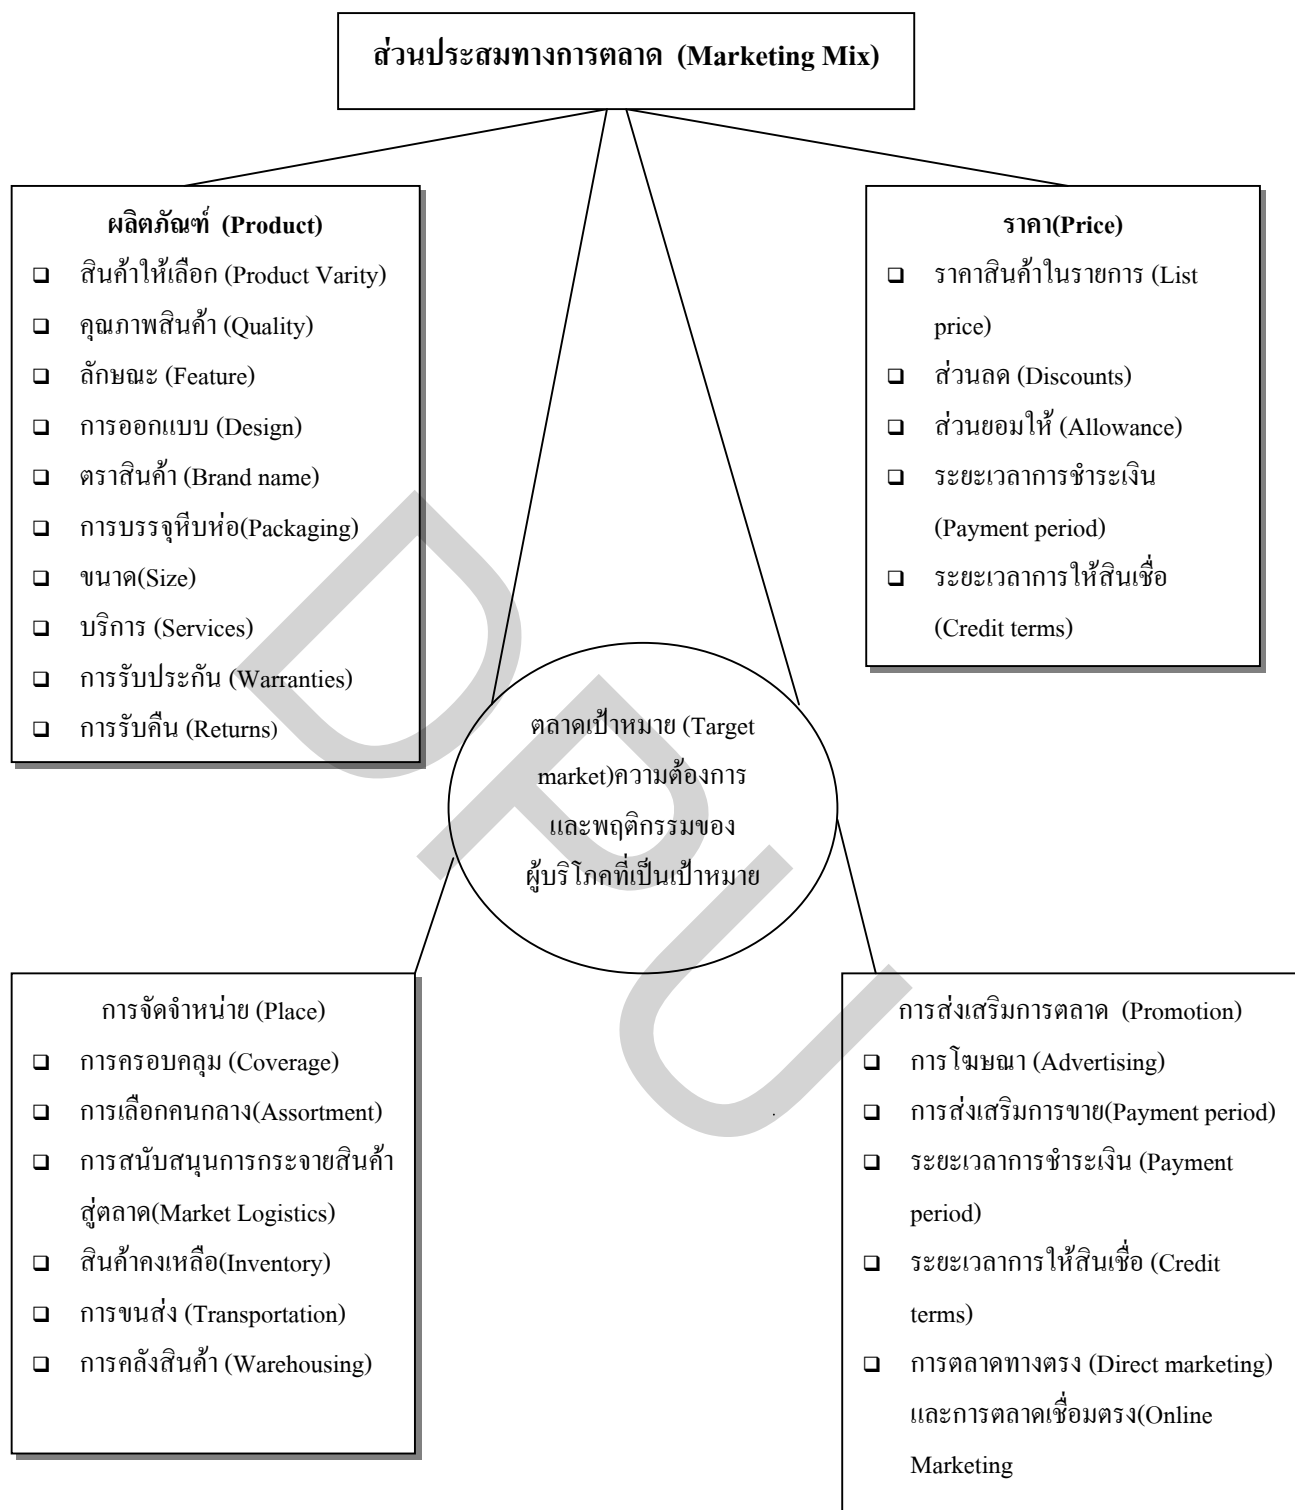 ส่วนประสมทางการตลาด (Marketing Mix)
ผลิตภัณฑ์ (Product)
สินค้าให้เลือก (Product Varity)
คุณภาพสินค้า (Quality)
ลักษณะ (Feature)
การออกแบบ (Design)
ตราสินค้า (Brand name)
การบรรจุหีบห่อ(Packaging)
ขนาด(Size)
บริการ (Services)
การรับประกัน (Warranties)
การรับคืน (Returns)
ราคา(Price)
ราคาสินค้าในรายการ (List
price)
ส่วนลด (Discounts)
ส่วนยอมให้ (Allowance)
ระยะเวลาการชำระเงิน
(Payment period)
ระยะเวลาการให้สินเชื่อ
(Credit terms)
ตลาดเป้าหมาย (Target
market)ความต้องการ
และพฤติกรรมของ
ผู้บริโภคที่เป็นเป้าหมาย
การจัดจำหน่าย (Place)
การครอบคลุม (Coverage)
การเลือกคนกลาง(Assortment)
การสนับสนุนการกระจายสินค้า
สู่ตลาด(Market Logistics)
สินค้าคงเหลือ(Inventory)
การขนส่ง (Transportation)
การคลังสินค้า (Warehousing)
การส่งเสริมการตลาด (Promotion)
การโฆษณา (Advertising)
การส่งเสริมการขาย(Payment period)
ระยะเวลาการชำระเงิน (Payment
period)
ระยะเวลาการให้สินเชื่อ (Credit
terms)
การตลาดทางตรง (Direct marketing)
และการตลาดเชื่อมตรง(Online
Marketing
DPU